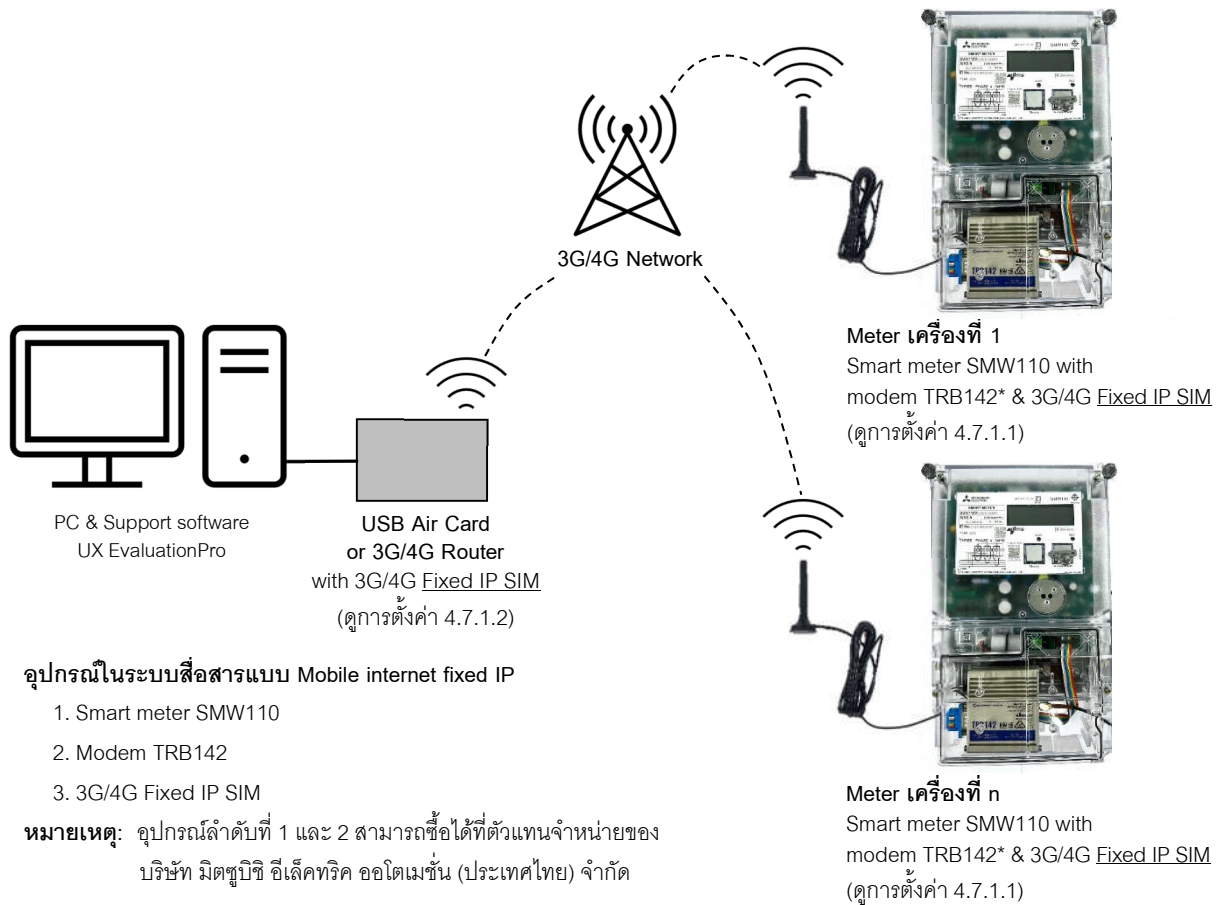 3G/4G Network
SMART METER
TRB142
Meter เครื่องที่ 1
Smart meter SMW110 with
modem TRB142* & 3G/4G Fixed IP SIM
(ดูการตั้งค่า 4.7.1.1)
PC & Support software
UX EvaluationPro
USB Air Card
or 3G/4G Router
with 3G/4G Fixed IP SIM
(ดูการตั้งค่า 4.7.1.2)
SMART METER
TRB142
อุปกรณ์ในระบบสื่อสารแบบ Mobile internet fixed IP
1. Smart meter SMW110
2. Modem TRB142
3. 3G/4G Fixed IP SIM
หมายเหตุ: อุปกรณ์ลำดับที่ 1 และ 2 สามารถซื้อได้ที่ตัวแทนจำหน่ายของ
บริษัท มิตซูบิชิ อีเล็คทริค ออโตเมชั่น (ประเทศไทย) จำกัด
Meter เครื่องที่ n
Smart meter SMW110 with
modem TRB142* & 3G/4G Fixed IP SIM
(ดูการตั้งค่า 4.7.1.1)